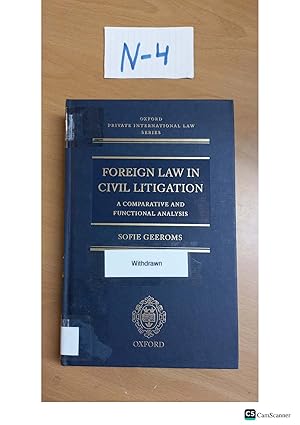 N-4
OXFORD
PRIVATE INTERNATIONAL LAW
SERIES
FOREIGN LAW IN
CIVIL LITIGATION
A COMPARATIVE AND
FUNCTIONAL ANALYSIS
SOFIE GEEROMS
Withdrawn
OXFORD
CS CamScanner